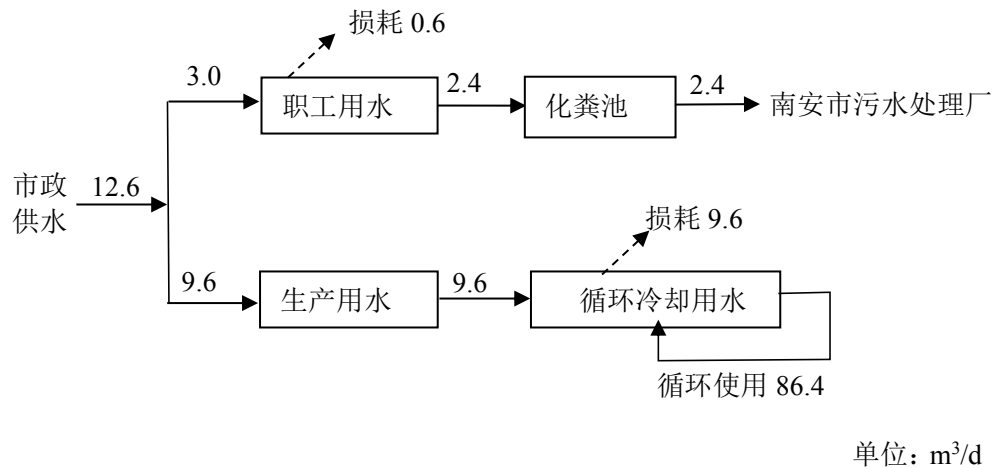 损耗 0.6
3.0
职工用水
2.4
化粪池
2.4
南安市污水处理厂
市政
供水
12.6
损耗 9.6
9.6
生产用水
9.6
循环冷却用水
循环使用 86.4
单位：m³/d